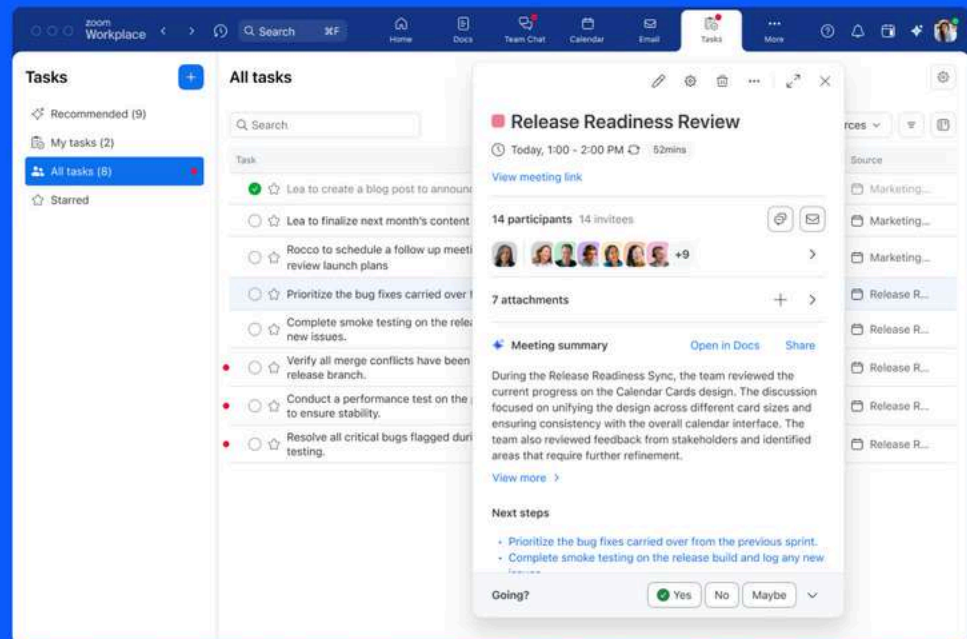 zoom
Workplace
Search
⌘F
Home
Docs
Team Chat
Calendar
Email
Tasks
More
Tasks
Recommended (9)
My tasks (2)
All tasks (8)
Starred
All tasks
Search
Task
Source
Lea to create a blog post to announ
Marketing...
Lea to finalize next month's content
Marketing...
Rocco to schedule a follow up meeti
review launch plans
Marketing...
Prioritize the bug fixes carried over
Release R...
Complete smoke testing on the relea
new issues.
Release R...
Verify all merge conflicts have been
release branch.
Release R...
Conduct a performance test on the
to ensure stability.
Release R...
Resolve all critical bugs flagged duri
testing.
Release R...
Release Readiness Review
Today, 1:00 - 2:00 PM 52mins
View meeting link
14 participants 14 invitees
+9
7 attachments
Meeting summary
Open in Docs
Share
During the Release Readiness Sync, the team reviewed the
current progress on the Calendar Cards design. The discussion
focused on unifying the design across different card sizes and
ensuring consistency with the overall calendar interface. The
team also reviewed feedback from stakeholders and identified
areas that require further refinement.
View more
Next steps
Prioritize the bug fixes carried over from the previous sprint.
Complete smoke testing on the release build and log any new
Going?
Yes
No
Maybe